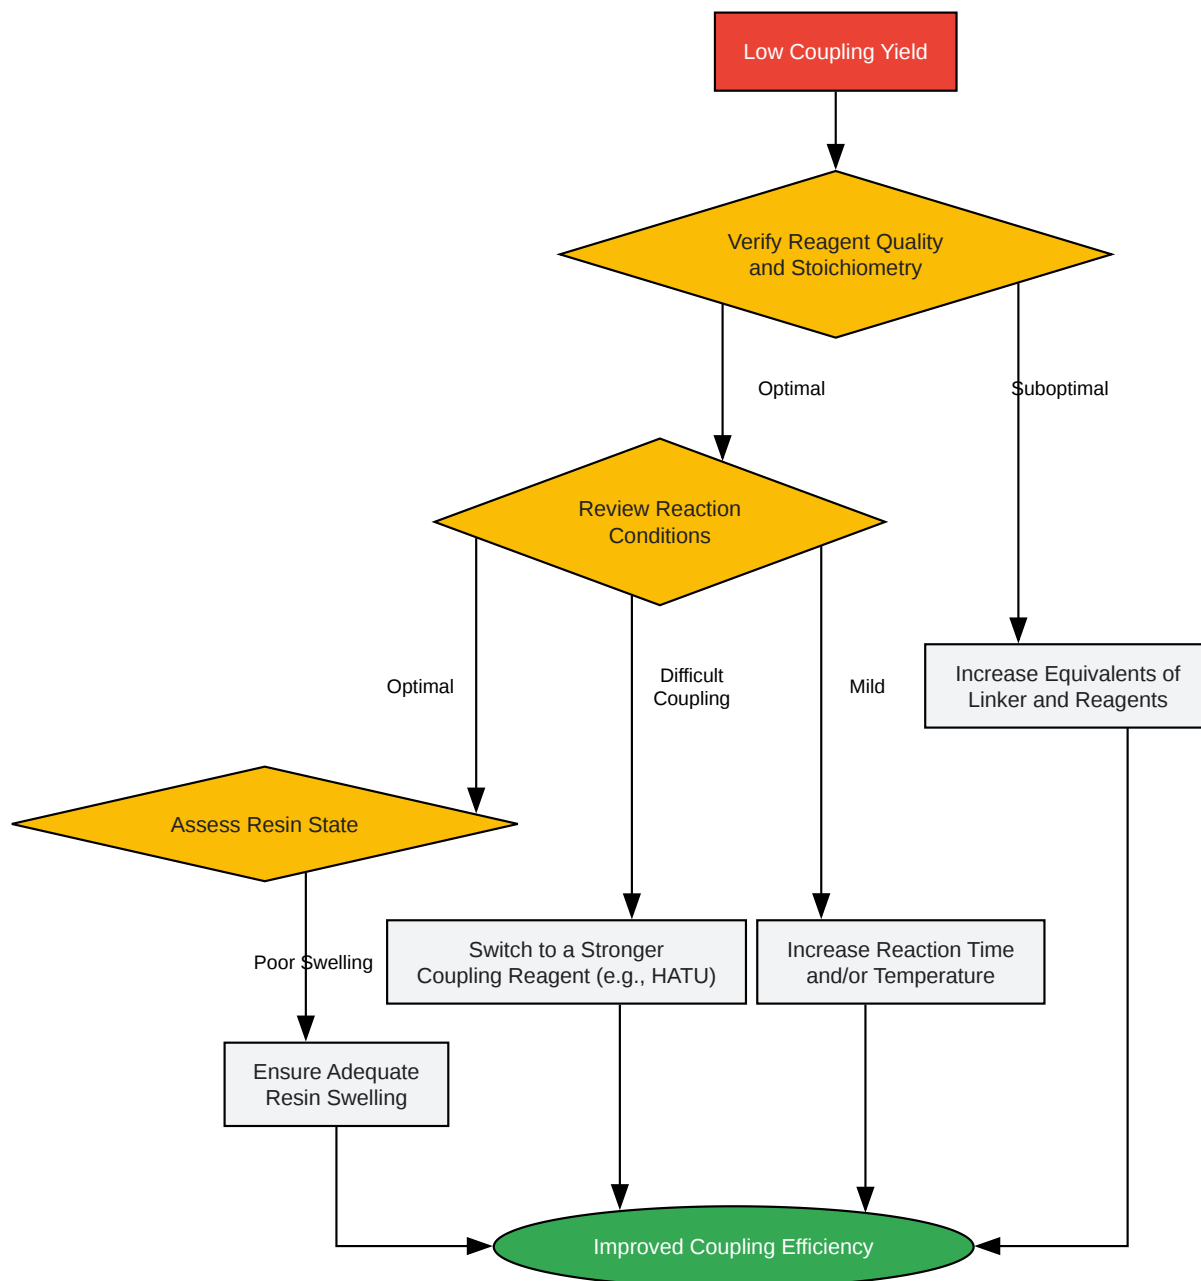 Low Coupling Yield
Verify Reagent Quality
and Stoichiometry
Optimal
Suboptimal
Review Reaction
Conditions
Optimal
Difficult
Coupling
Mild
Increase Equivalents of
Linker and Reagents
Assess Resin State
Poor Swelling
Switch to a Stronger
Coupling Reagent (e.g., HATU)
Increase Reaction Time
and/or Temperature
Ensure Adequate
Resin Swelling
Improved Coupling Efficiency